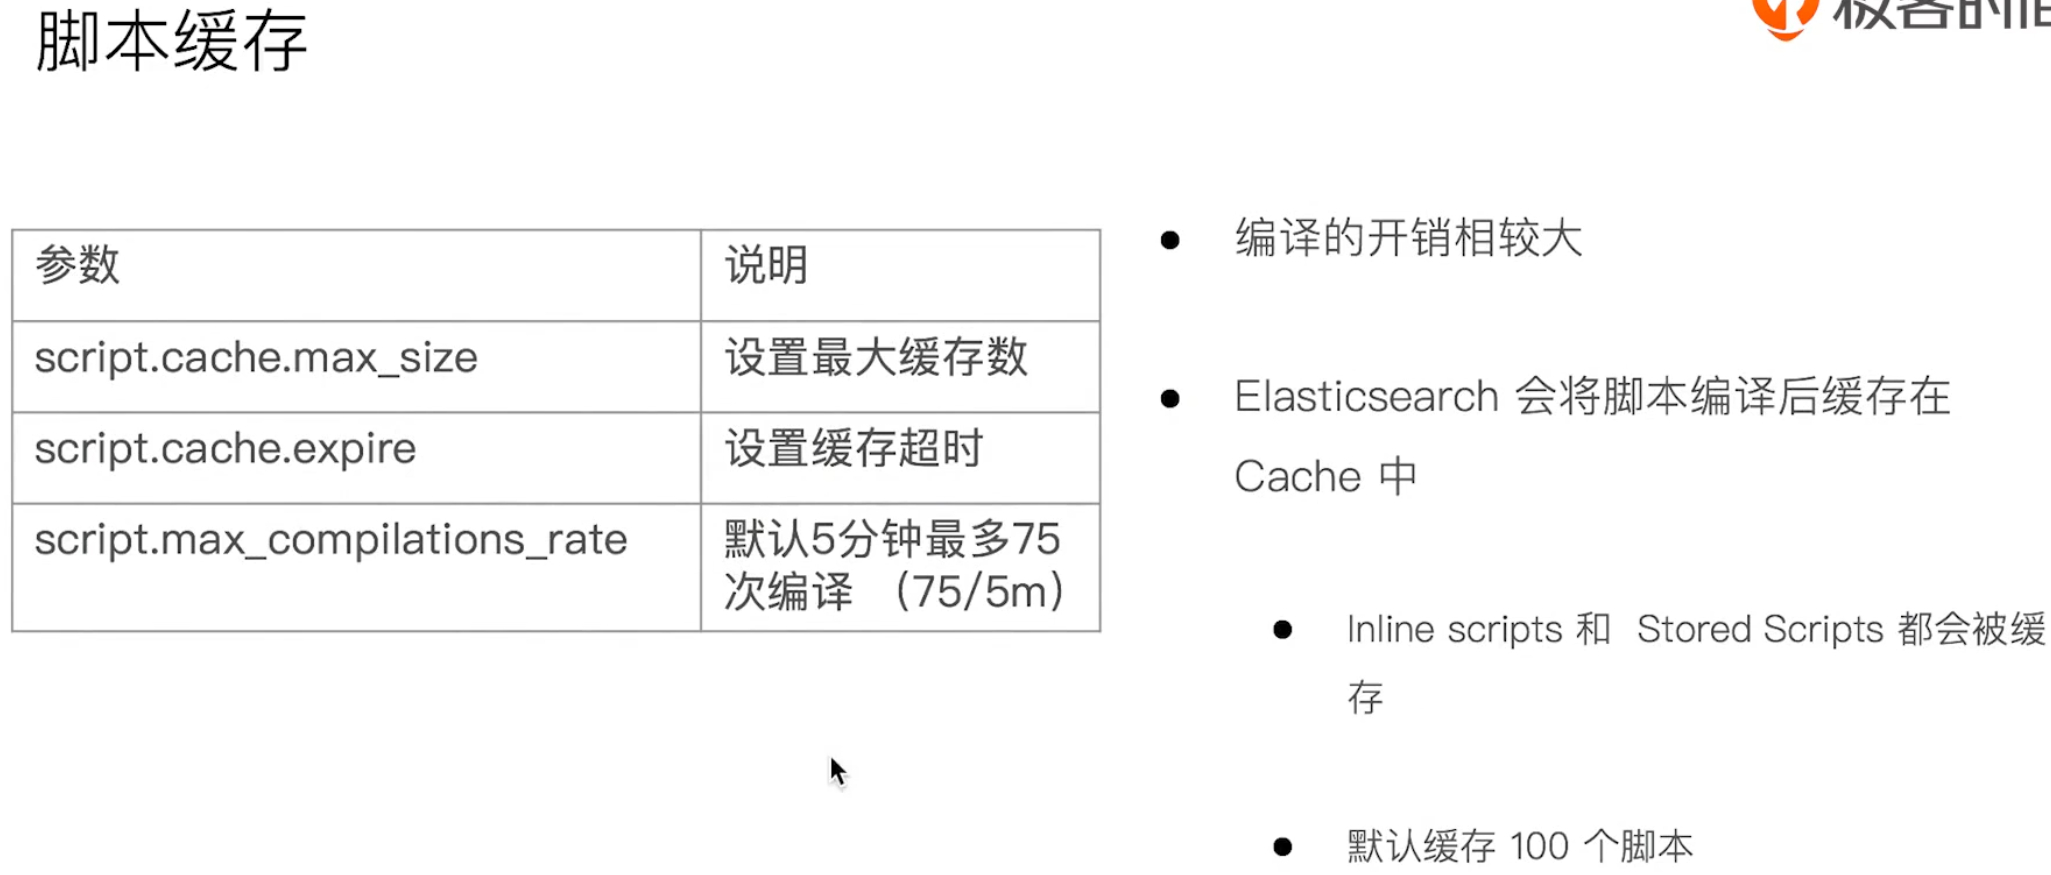 脚本缓存
极客时间
参数
说明
script.cache.max_size
设置最大缓存数
script.cache.expire
设置缓存超时
script.max_compilations_rate
默认5分钟最多75
次编译 （75/5m）
编译的开销相较大
Elasticsearch 会将脚本编译后缓存在
Cache 中
Inline scripts 和 Stored Scripts 都会被缓
存
默认缓存 100 个脚本